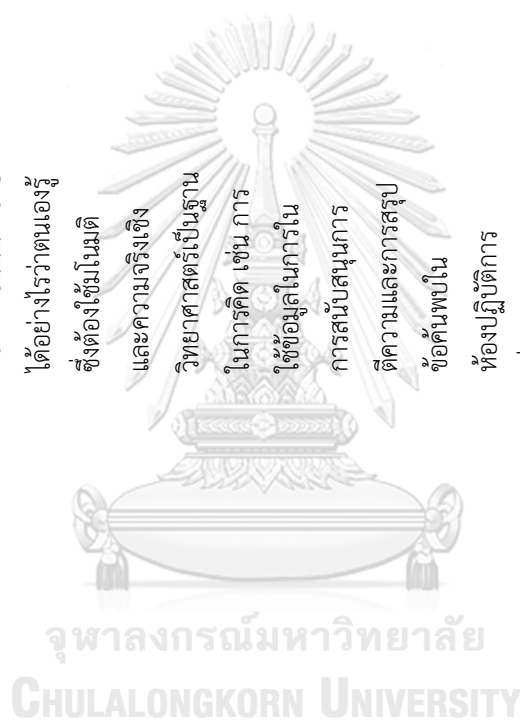 ได้อย่างไรว่าตนเองรู้
ซึ่งต้องใช้มโนมติ
และความจริงเชิง
วิทยาศาสตร์เป็นฐาน
ในการคิด เช่น การ
ใช้ข้อมูลในการใน
การสนับสนุนการ
ตีความและการสรุป
ข้อค้นพบใน
ห้องปฏิบัติการ
จุฬาลงกรณ์มหาวิทยาลัย
CHULALONGKORN UNIVERSITY